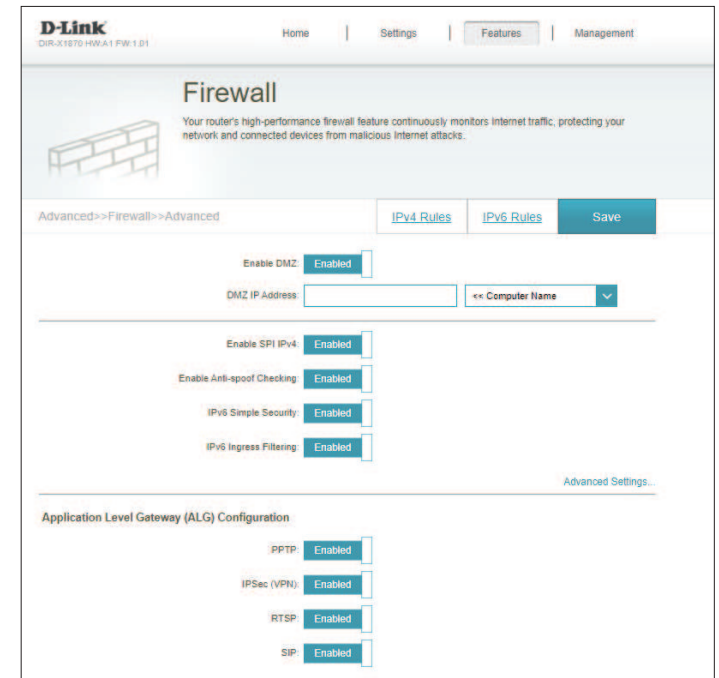 D-Link
DIR-X1870 HW:A1 FW:1.01
Home | Settings | Features | Management
Firewall
Your router's high-performance firewall feature continuously monitors Internet traffic, protecting your
network and connected devices from malicious Internet attacks.
Advanced>>Firewall>>Advanced
IPv4 Rules
IPv6 Rules
Save
Enable DMZ: Enabled
DMZ IP Address: << Computer Name
Enable SPI IPv4: Enabled
Enable Anti-spoof Checking: Enabled
IPv6 Simple Security: Enabled
IPv6 Ingress Filtering: Enabled
Advanced Settings...
Application Level Gateway (ALG) Configuration
PPTP: Enabled
IPSec (VPN): Enabled
RTSP: Enabled
SIP: Enabled